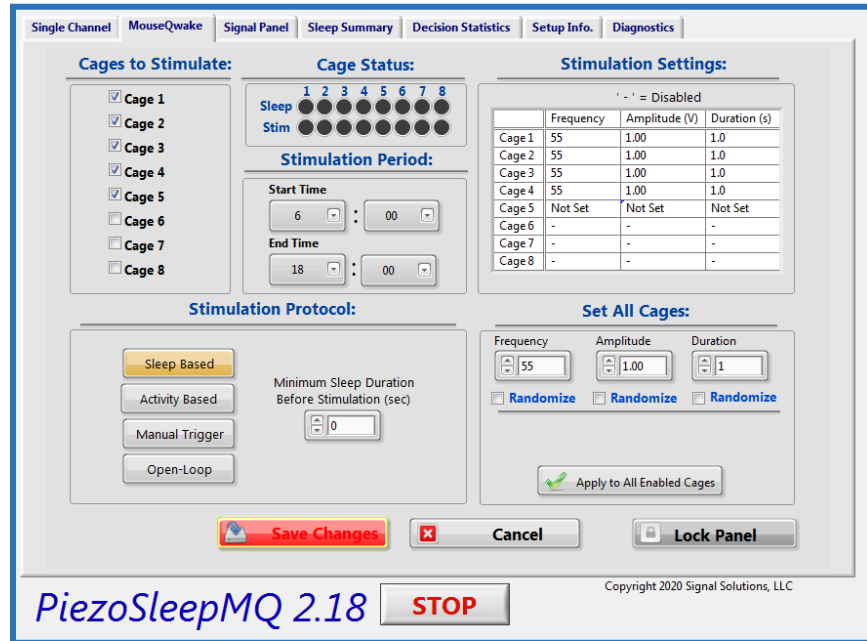 Single Channel MouseQwake Signal Panel Sleep Summary Decision Statistics Setup Info. Diagnostics
Cages to Stimulate:
Cage 1
Cage 2
Cage 3
Cage 4
Cage 5
Cage 6
Cage 7
Cage 8
Cage Status:
1 2 3 4 5 6 7 8
Sleep
Stim
Stimulation Period:
Start Time
6 : 00
End Time
18 : 00
Stimulation Settings:
' - ' = Disabled
Frequency Amplitude (V) Duration (s)
Cage 1 55 1.00 1.0
Cage 2 55 1.00 1.0
Cage 3 55 1.00 1.0
Cage 4 55 1.00 1.0
Cage 5 Not Set Not Set Not Set
Cage 6 - - -
Cage 7 - - -
Cage 8 - - -
Stimulation Protocol:
Sleep Based
Activity Based
Manual Trigger
Open-Loop
Minimum Sleep Duration
Before Stimulation (sec)
0
Set All Cages:
Frequency Amplitude Duration
55 1.00 1
Randomize Randomize Randomize
Apply to All Enabled Cages
Save Changes Cancel Lock Panel
PiezoSleepMQ 2.18 STOP
Copyright 2020 Signal Solutions, LLC